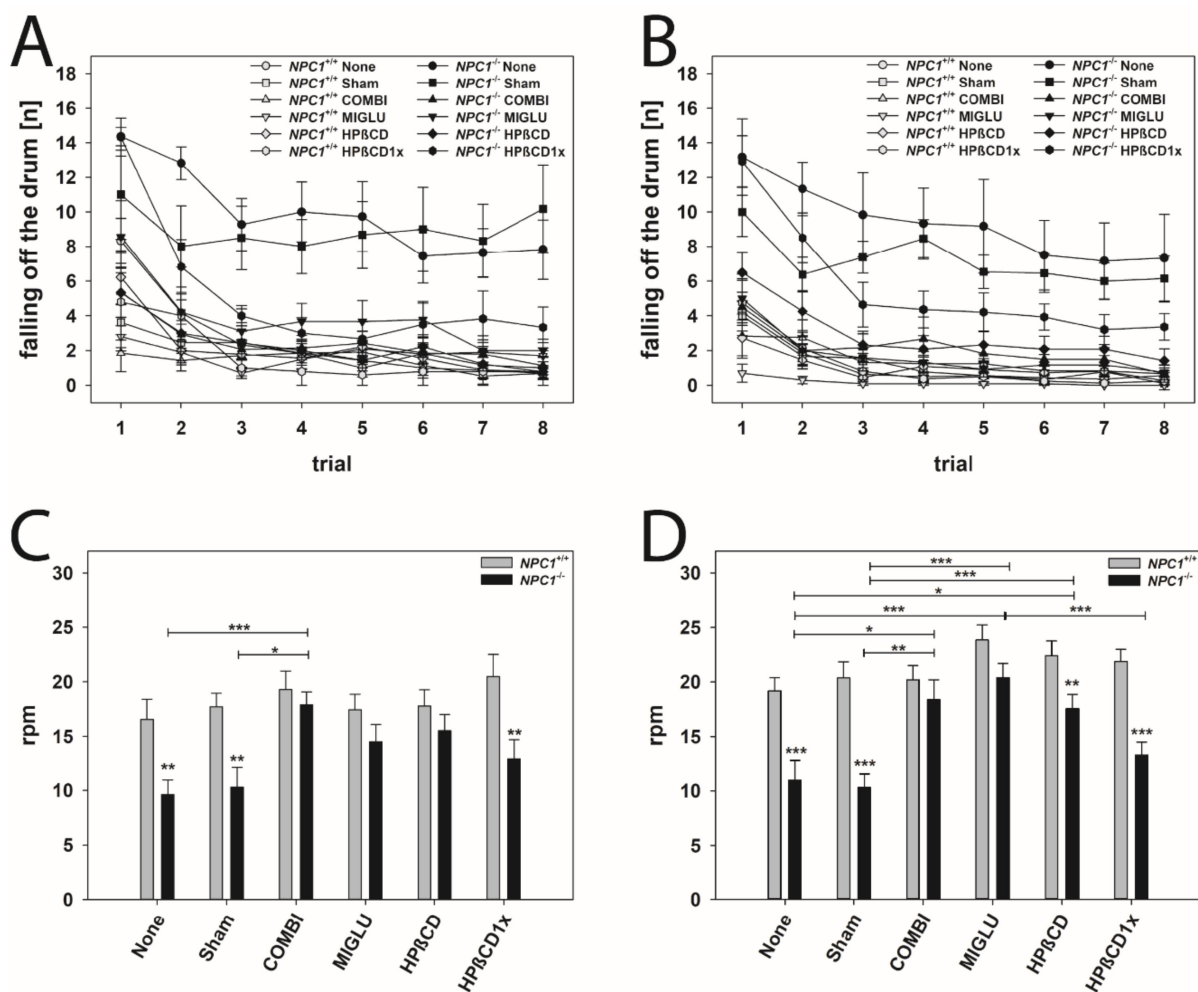 A
NPC1+/+ None NPC1-/- None
NPC1+/+ Sham NPC1-/- Sham
NPC1+/+ COMBI NPC1-/- COMBI
NPC1+/+ MIGLU NPC1-/- MIGLU
NPC1+/+ HPßCD NPC1-/- HPßCD
NPC1+/+ HPßCD1x NPC1-/- HPßCD1x
falling off the drum [n]
18
16
14
12
10
8
6
4
2
0
1 2 3 4 5 6 7 8
trial
B
NPC1+/+ None NPC1-/- None
NPC1+/+ Sham NPC1-/- Sham
NPC1+/+ COMBI NPC1-/- COMBI
NPC1+/+ MIGLU NPC1-/- MIGLU
NPC1+/+ HPßCD NPC1-/- HPßCD
NPC1+/+ HPßCD1x NPC1-/- HPßCD1x
falling off the drum [n]
18
16
14
12
10
8
6
4
2
0
1 2 3 4 5 6 7 8
trial
C
NPC1+/+
NPC1-/-
rpm
30
25
20
15
10
5
0
***
*
** ** **
None Sham COMBI MIGLU HPßCD HPßCD1x
D
NPC1+/+
NPC1-/-
rpm
30
25
20
15
10
5
0
***
***
*
*** ***
*
**
*** *** ** ***
None Sham COMBI MIGLU HPßCD HPßCD1x